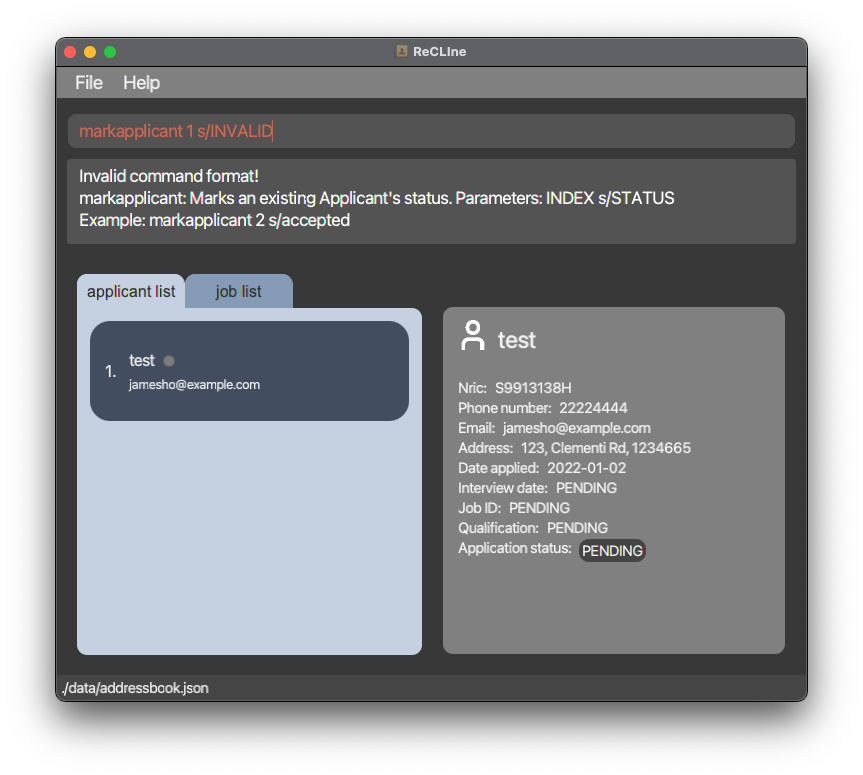 ReCLIne
File Help
markapplicant 1 s/INVALID
Invalid command format!
markapplicant: Marks an existing Applicant's status. Parameters: INDEX s/STATUS
Example: markapplicant 2 s/accepted
applicant list job list
1. test
jamesho@example.com
test
Nric: S9913138H
Phone number: 22224444
Email: jamesho@example.com
Address: 123, Clementi Rd, 1234665
Date applied: 2022-01-02
Interview date: PENDING
Job ID: PENDING
Qualification: PENDING
Application status: PENDING
./data/addressbook.json